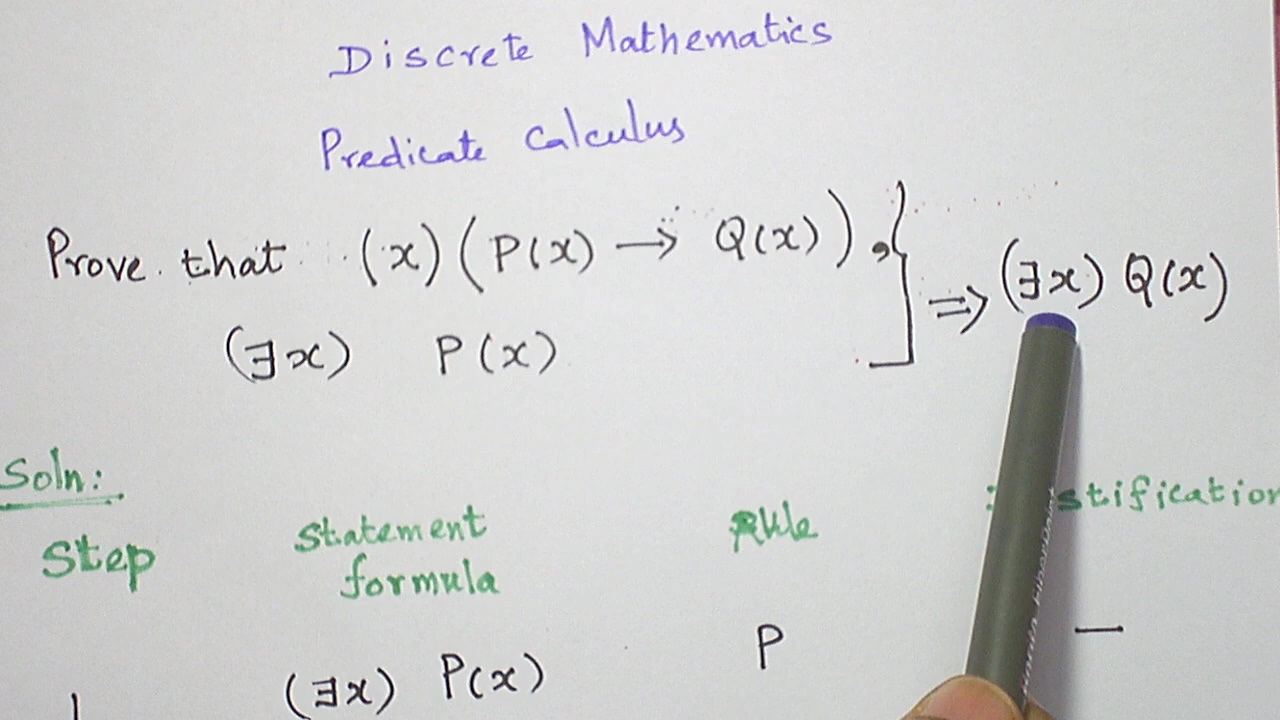 Discrete Mathematics
Predicate Calculus
Prove that (x)(P(x) → Q(x)), } ⇒ (∃x) Q(x)
(∃x) P(x)
Soln:
Step Statement formula Rule
P —
1 (∃x) P(x)